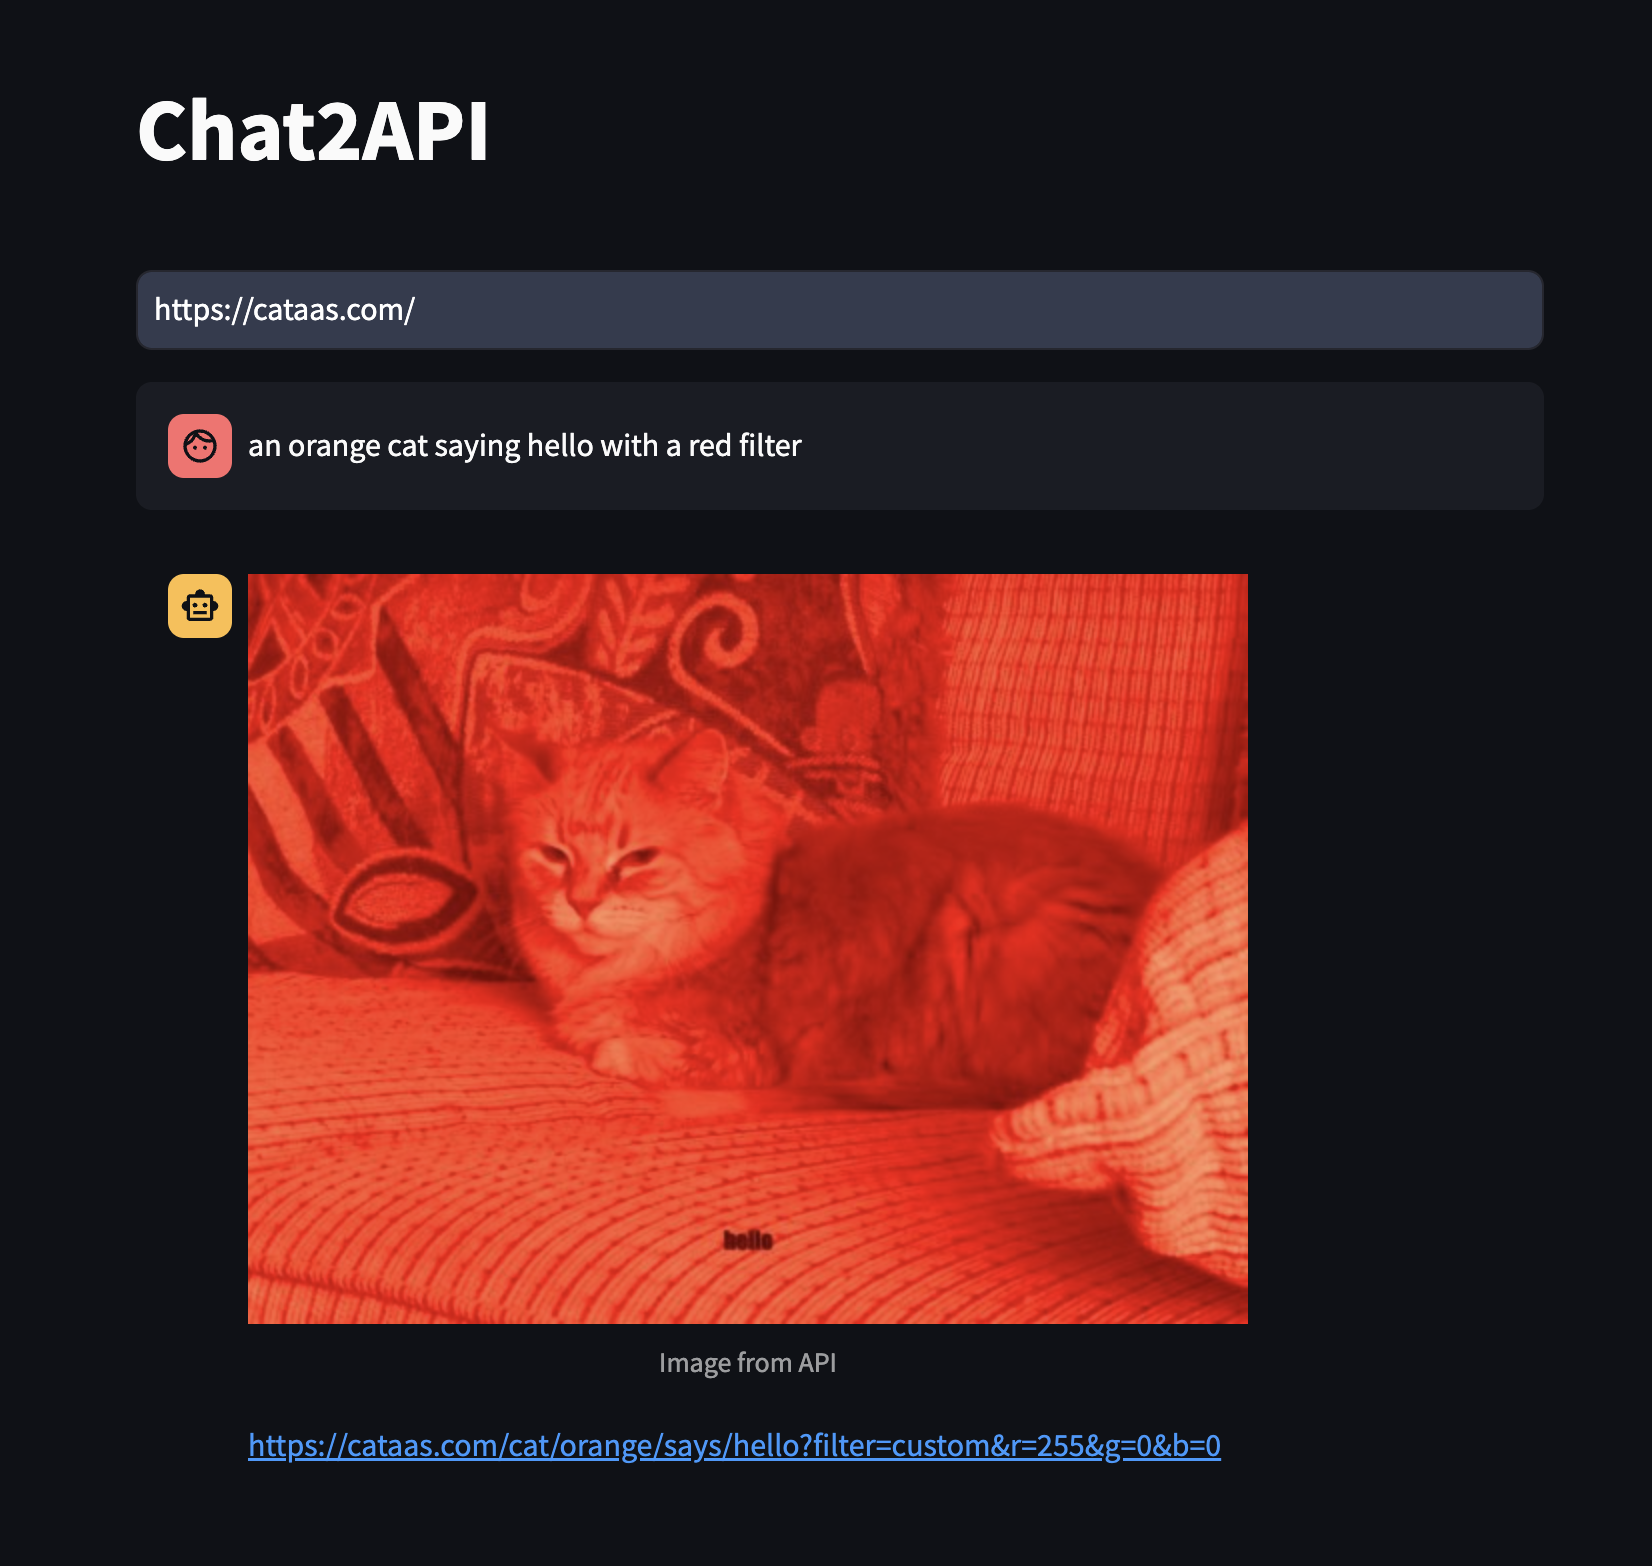 Chat2API
https://cataas.com/
an orange cat saying hello with a red filter
hello
Image from API
https://cataas.com/cat/orange/says/hello?filter=custom&r=255&g=0&b=0